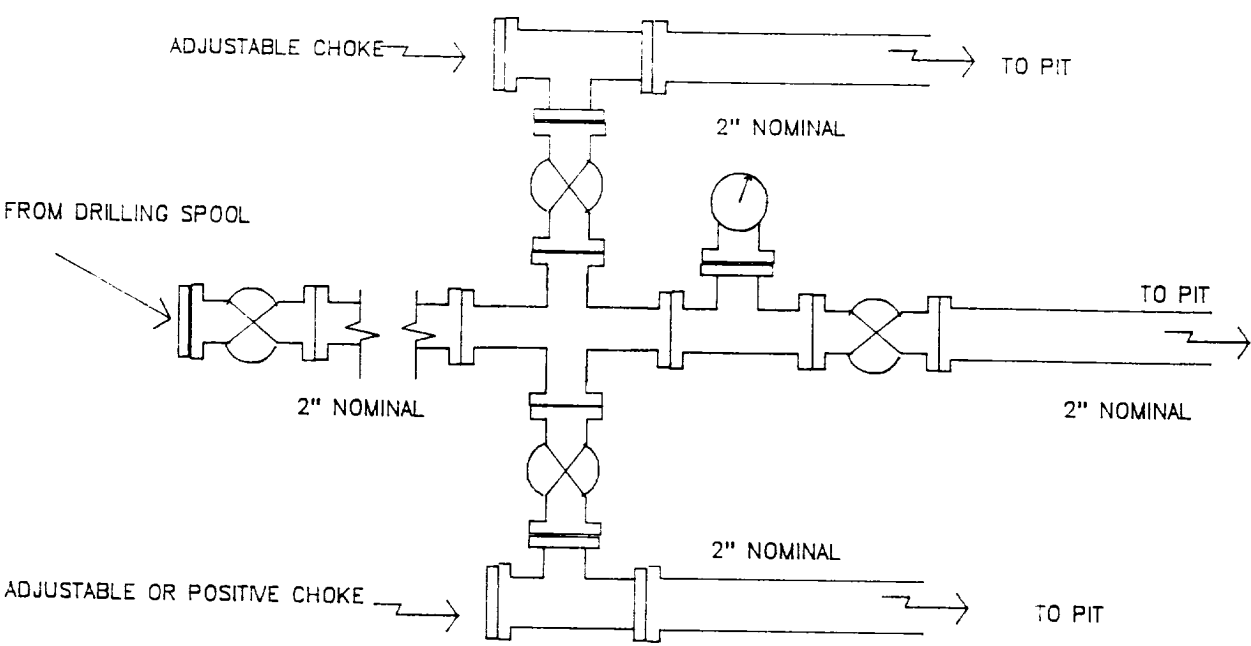 ADJUSTABLE CHOKE
TO PIT
2" NOMINAL
FROM DRILLING SPOOL
TO PIT
2" NOMINAL
2" NOMINAL
2" NOMINAL
ADJUSTABLE OR POSITIVE CHOKE
TO PIT